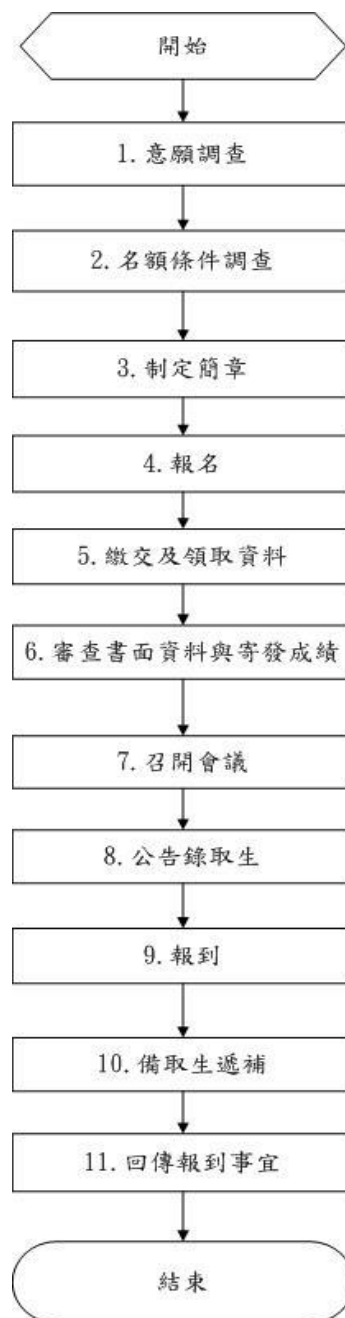 開始
1.意願調查
2.名額條件調查
3.制定簡章
4.報名
5.繳交及領取資料
6.審查書面資料與寄發成績
7.召開會議
8.公告錄取生
9.報到
10.備取生遞補
11.回傳報到事宜
結束